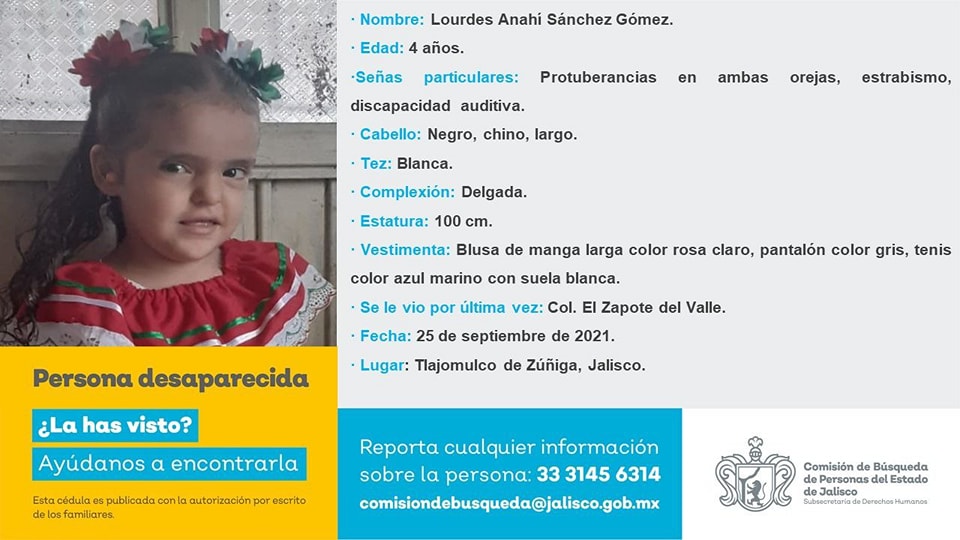 · Nombre: Lourdes Anahí Sánchez Gómez.
· Edad: 4 años.
·Señas particulares: Protuberancias en ambas orejas, estrabismo,
discapacidad auditiva.
· Cabello: Negro, chino, largo.
· Tez: Blanca.
· Complexión: Delgada.
· Estatura: 100 cm.
· Vestimenta: Blusa de manga larga color rosa claro, pantalón color gris, tenis
color azul marino con suela blanca.
· Se le vio por última vez: Col. El Zapote del Valle.
· Fecha: 25 de septiembre de 2021.
· Lugar: Tlajomulco de Zúñiga, Jalisco.
Persona desaparecida
¿La has visto?
Ayúdanos a encontrarla
Esta cédula es publicada con la autorización por escrito
de los familiares.
Reporta cualquier información
sobre la persona: 33 3145 6314
comisiondebusqueda@jalisco.gob.mx
Comisión de Búsqueda
de Personas del Estado
de Jalisco
Subsecretaría de Derechos Humanos